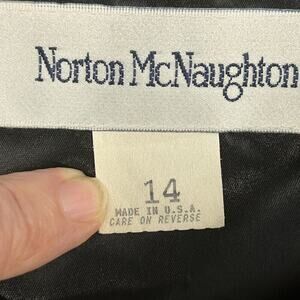 Norton McNaughton
14
MADE IN U.S.A.
CARE ON REVERSE